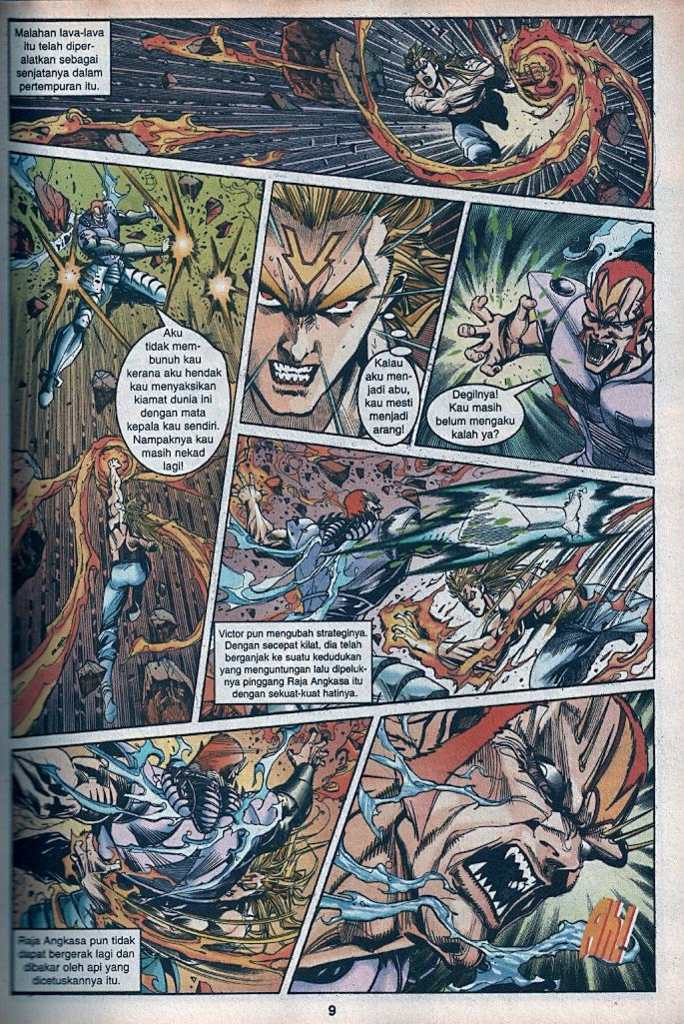 Malahan lava-lava
itu telah diper-
alatkan sebagai
senjatanya dalam
pertempuran itu.
Aku
tidak mem-
bunuh kau
kerana aku hendak
kau menyaksikan
kiamat dunia ini
dengan mata
kepala kau sendiri.
Nampaknya kau
masih nekad
lagi!
Kalau
aku men-
jadi abu,
kau mesti
menjadi
arang!
Degilnya!
Kau masih
belum mengaku
kalah ya?
Victor pun mengubah strateginya.
Dengan secepat kilat, dia telah
berganjak ke suatu kedudukan
yang menguntungan lalu dipeluk-
nya pinggang Raja Angkasa itu
dengan sekuat-kuat hatinya.
Raja Angkasa pun tidak
dapat bergerak lagi dan
dibakar oleh api yang
dicetuskannya itu.
Ah!
9